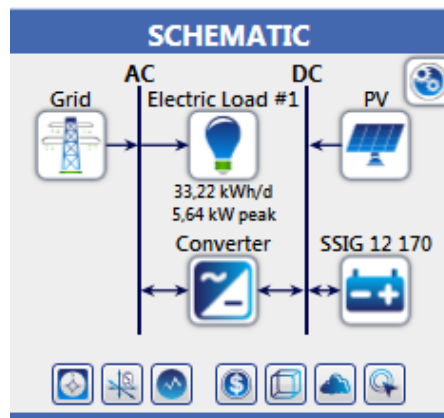 SCHEMATIC
AC DC
Grid Electric Load #1 PV
33,22 kWh/d
5,64 kW peak
Converter SSIG 12 170